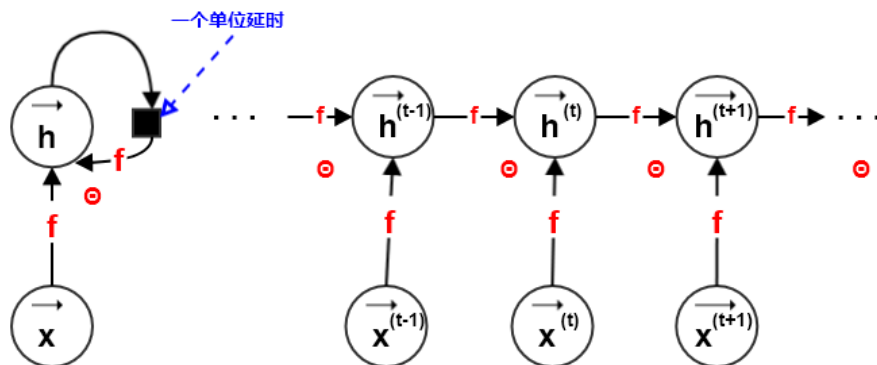 一个单位延时
h f · · · f h(t-1) f h(t) f h(t+1) f · · ·
Θ Θ Θ Θ Θ
f f f f
x x(t-1) x(t) x(t+1)